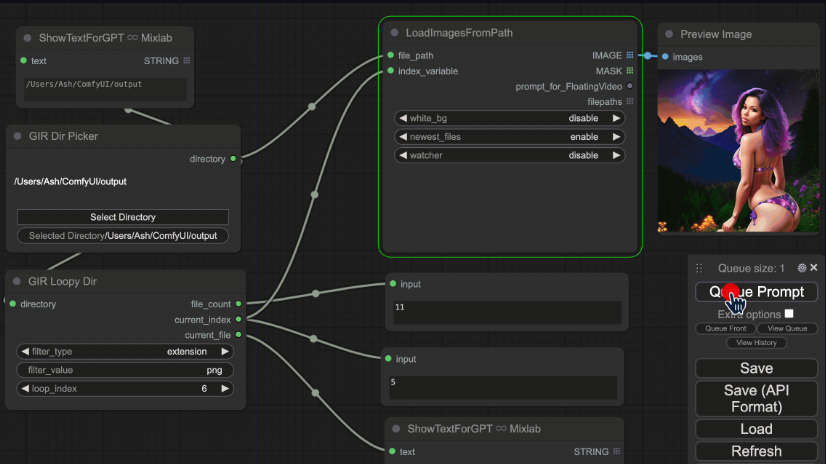 ShowTextForGPT ♾ Mixlab
text
STRING
/Users/Ash/ComfyUI/output
GIR Dir Picker
directory
/Users/Ash/ComfyUI/output
Select Directory
Selected Directory/Users/Ash/ComfyUI/output
GIR Loopy Dir
directory
file_count
current_index
current_file
filter_type extension
filter_value png
loop_index 6
LoadImagesFromPath
file_path
index_variable
IMAGE
MASK
prompt_for_FloatingVideo
filepaths
white_bg disable
newest_files enable
watcher disable
input
11
input
5
ShowTextForGPT ♾ Mixlab
text
STRING
Preview Image
images
Queue size: 1
Queue Prompt
Extra options
Queue Front
View Queue
View History
Save
Save (API
Format)
Load
Refresh